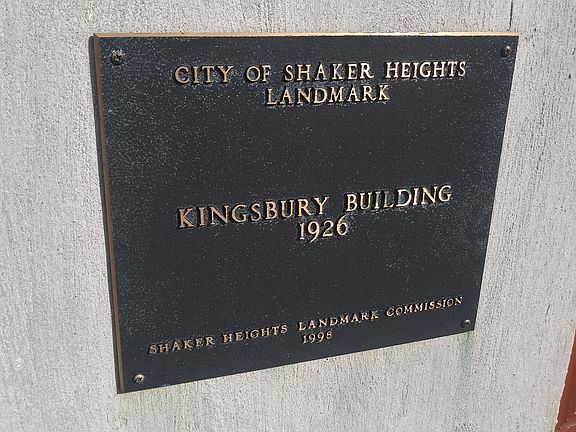 CITY OF SHAKER HEIGHTS
LANDMARK
KINGSBURY BUILDING
1926
SHAKER HEIGHTS LANDMARK COMMISSION
1998